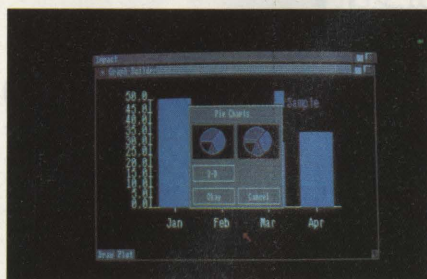 Impact
Graph Editor
Pie Charts
Sample
50.0
45.0
40.0
35.0
30.0
25.0
20.0
15.0
10.0
5.0
0.0
3-D
Okay Cancel
Jan Feb Mar Apr
Draw Plot